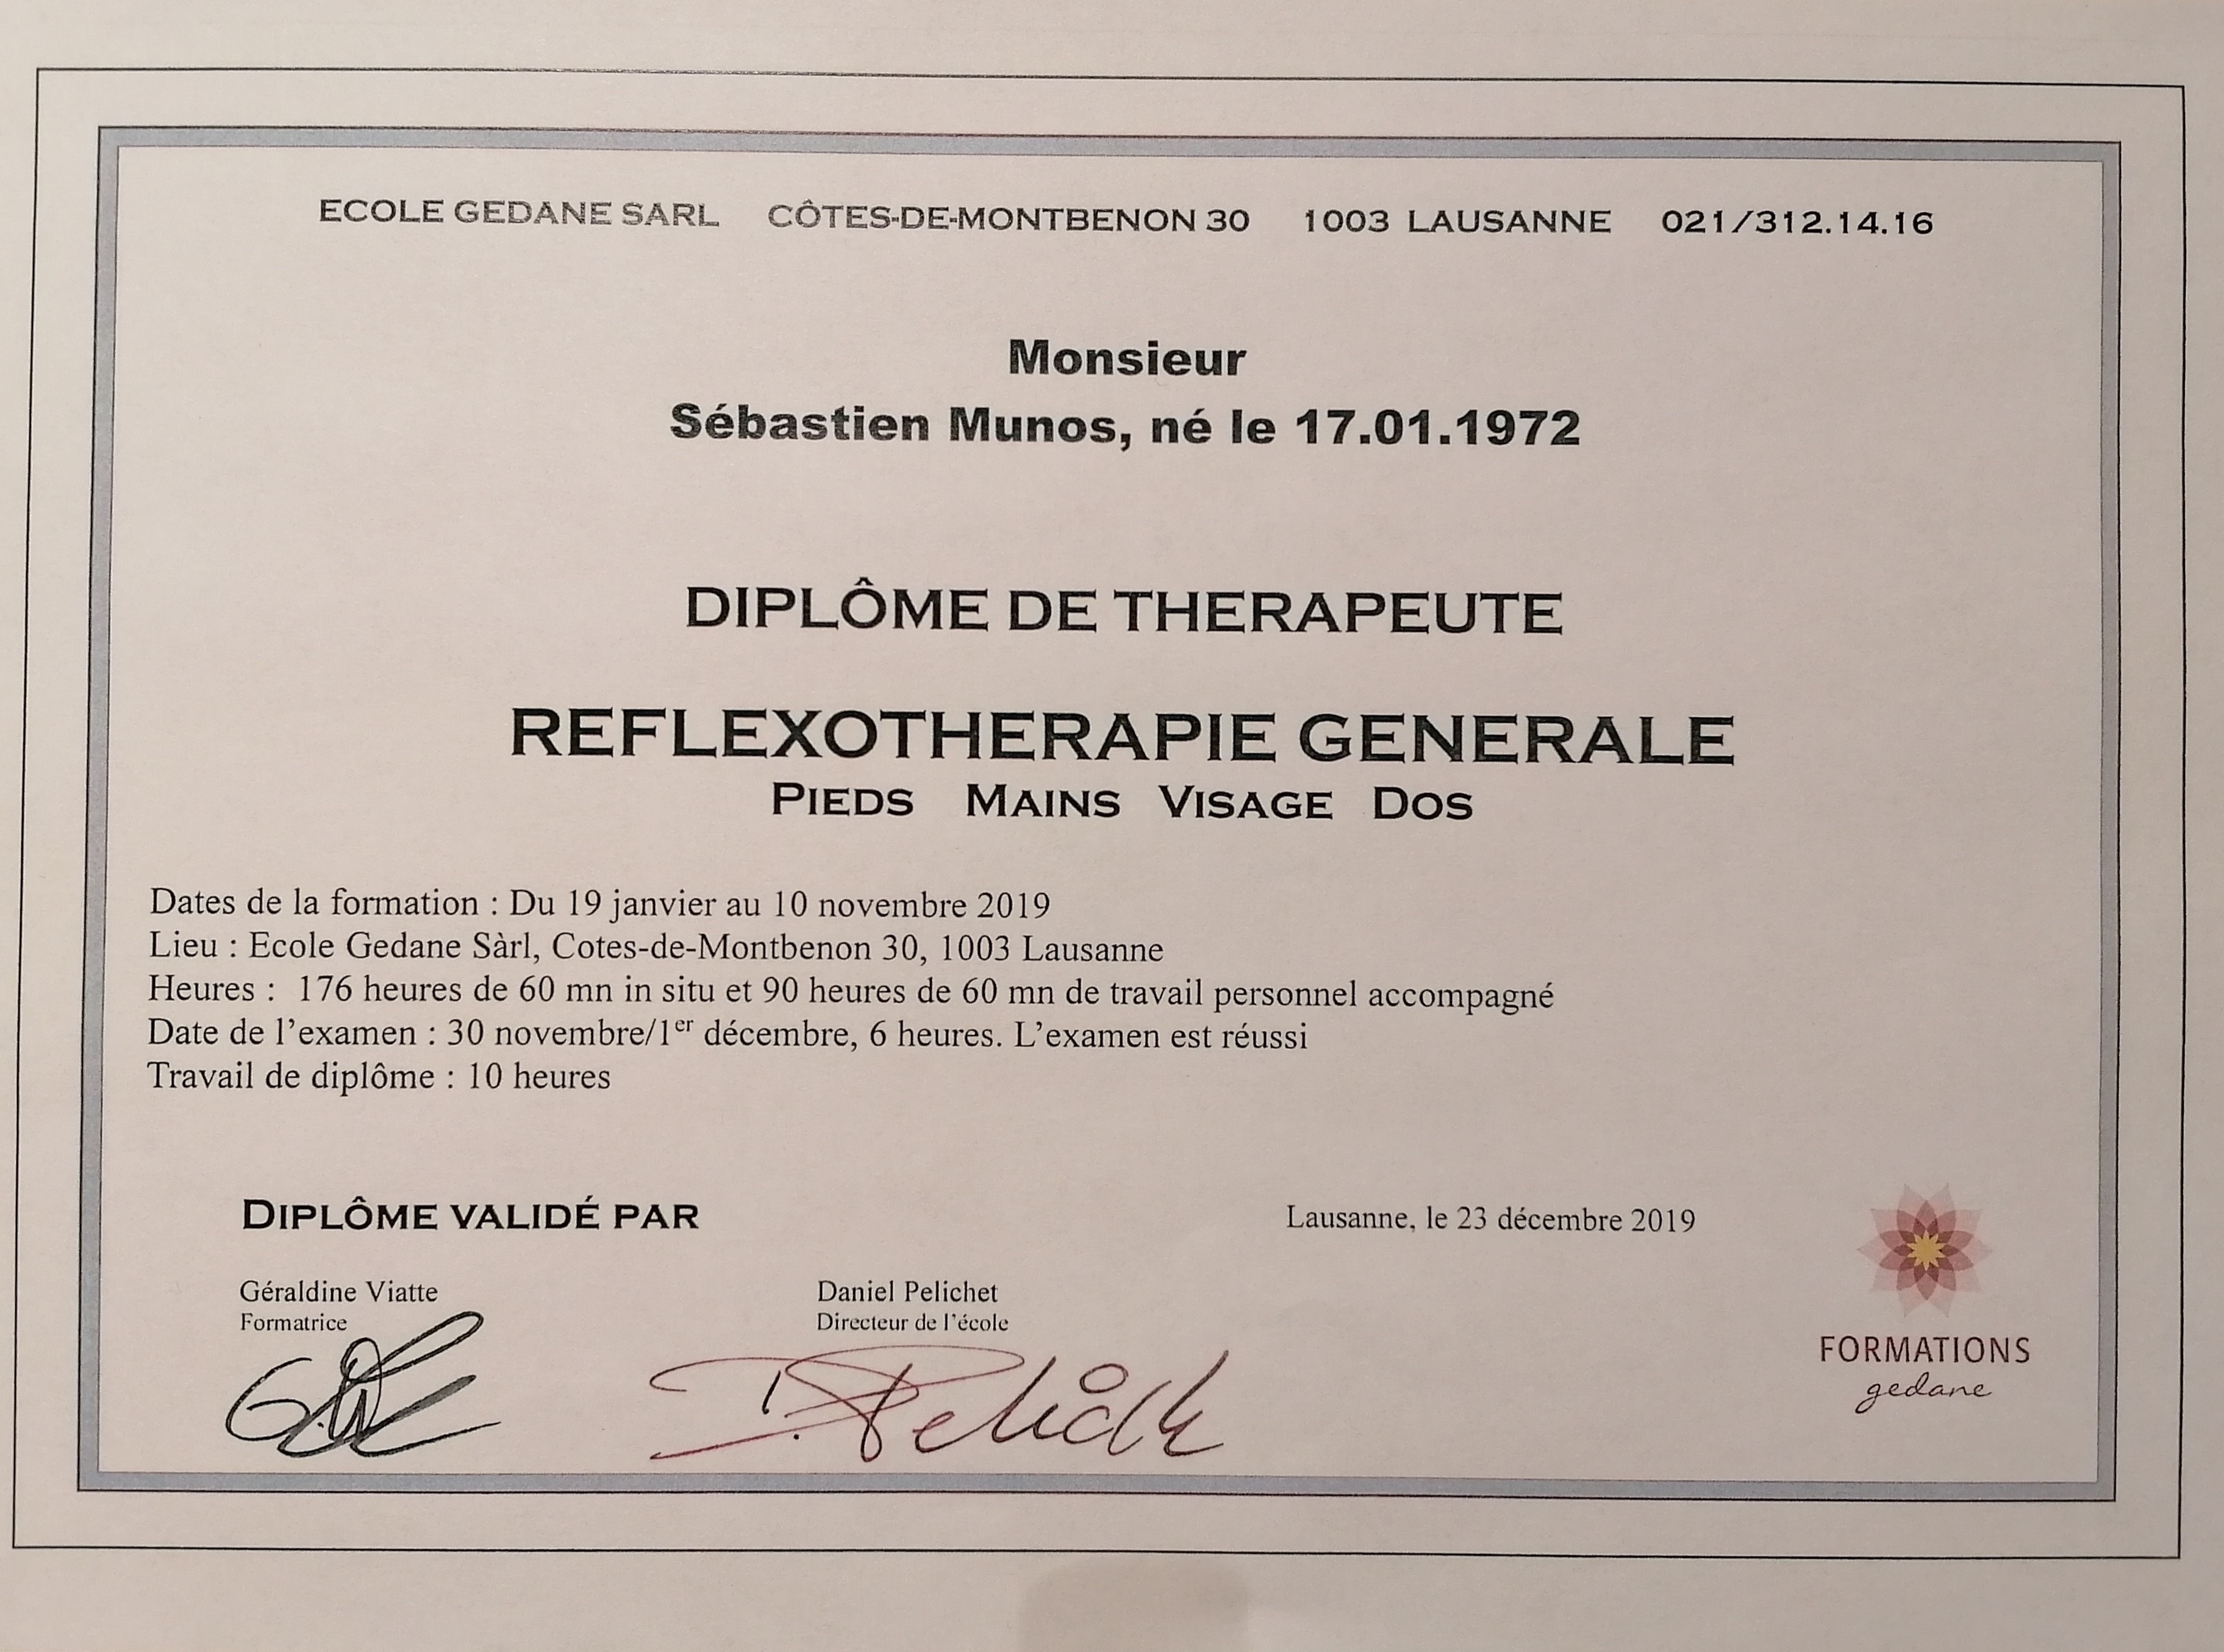 ECOLE GEDANE SARL CÔTES-DE-MONTBENON 30 1003 LAUSANNE 021/312.14.16
Monsieur
Sébastien Munos, né le 17.01.1972
DIPLÔME DE THERAPEUTE
REFLEXOTHERAPIE GENERALE
PIEDS MAINS VISAGE DOS
Dates de la formation : Du 19 janvier au 10 novembre 2019
Lieu : Ecole Gedane Sàrl, Cotes-de-Montbenon 30, 1003 Lausanne
Heures : 176 heures de 60 mn in situ et 90 heures de 60 mn de travail personnel accompagné
Date de l'examen : 30 novembre/1er décembre, 6 heures. L'examen est réussi
Travail de diplôme : 10 heures
DIPLÔME VALIDÉ PAR
Lausanne, le 23 décembre 2019
Géraldine Viatte
Formatrice
Daniel Pelichet
Directeur de l'école
FORMATIONS
gedane